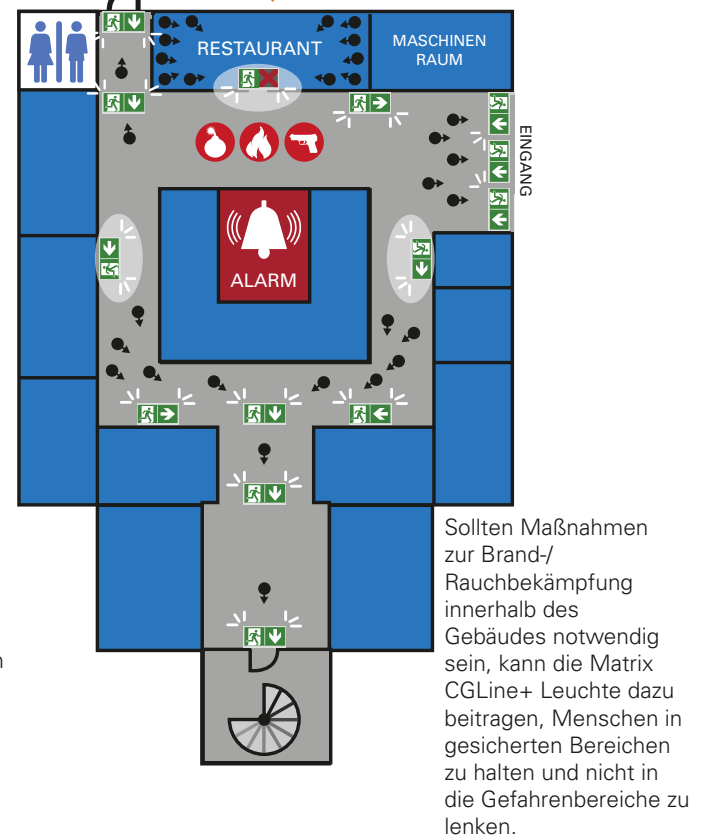 RESTAURANT
MASCHINEN
RAUM
EINGANG
ALARM
Sollten Maßnahmen
zur Brand-/
Rauchbekämpfung
innerhalb des
Gebäudes notwendig
sein, kann die Matrix
CGLine+ Leuchte dazu
beitragen, Menschen in
gesicherten Bereichen
zu halten und nicht in
die Gefahrenbereiche zu
lenken.